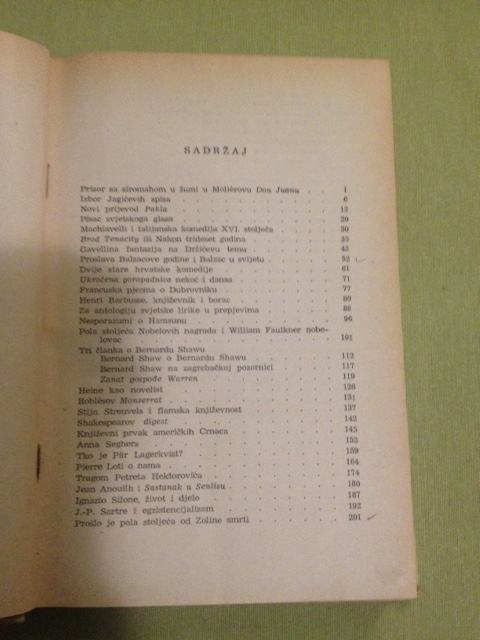 SADRŽAJ
Prizor sa siromahom u šumi u Molièrovu Don Juanu . . 1
Izbor Jagićevih spisa . . . . . . . . 6
Novi prijevod Pakla . . . . . . . . 13
Pisac svjetskoga glasa . . . . . . . . 20
Machiavelli i talijanska komedija XVI. stoljeća . . . 30
Brod Tenacity ili Nakon trideset godina . . . . 35
Gavellina fantazija na Držićevu temu . . . . 43
Proslava Balzacove godine i Balzac u svijetu . . . 52
Dvije stare hrvatske komedije . . . . . . 61
Ukroćena goropadnica nekoć i danas . . . . 71
Francuska pjesma o Dubrovniku . . . . . 77
Henri Barbusse, književnik i borac . . . . . 80
Za antologiju svjetske lirike u prepjevima . . . . 88
Nesporazumi o Hamsunu . . . . . . . 96
Pola stoljeća Nobelovih nagrada i William Faulkner nobe-
lovac . . . . . . . . . . 101
Tri članka o Bernardu Shawu
Bernard Shaw o Bernardu Shawu . . . . . 112
Bernard Shaw na zagrebačkoj pozornici . . . . 117
Zanat gospođe Warren . . . . . . . 119
Heine kao novelist . . . . . . . . 126
Roblèsov Monserrat . . . . . . . . 131
Stijn Streuvels i flamska književnost . . . . . 137
Shakespearov digest . . . . . . . . 142
Književni prvak američkih Crnaca . . . . . 145
Anna Seghers . . . . . . . . . 153
Tko je Pär Lagerkvist? . . . . . . . 159
Pierre Loti o nama . . . . . . . . 164
Tragom Petreta Hektorovića . . . . . . 174
Jean Anouilh i Sastanak u Senlisu . . . . . 180
Ignazio Silone, život i djelo . . . . . . 187
J.-P. Sartre i egzistencijalizam . . . . . . 192
Prošlo je pola stoljeća od Zoline smrti . . . . . 201